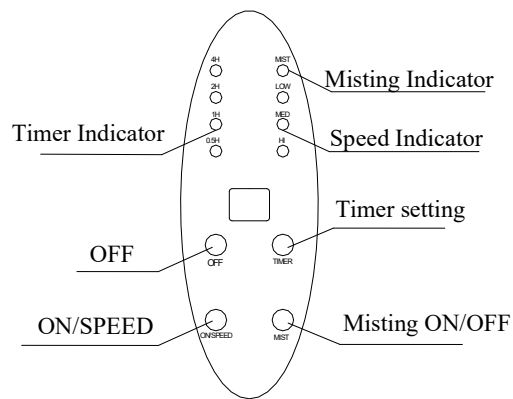 4H MIST
Misting Indicator
2H LOW
Timer Indicator
1H MED
Speed Indicator
0.5H HI
Timer setting
OFF
OFF TIMER
ON/SPEED
Misting ON/OFF
ON/SPEED MIST